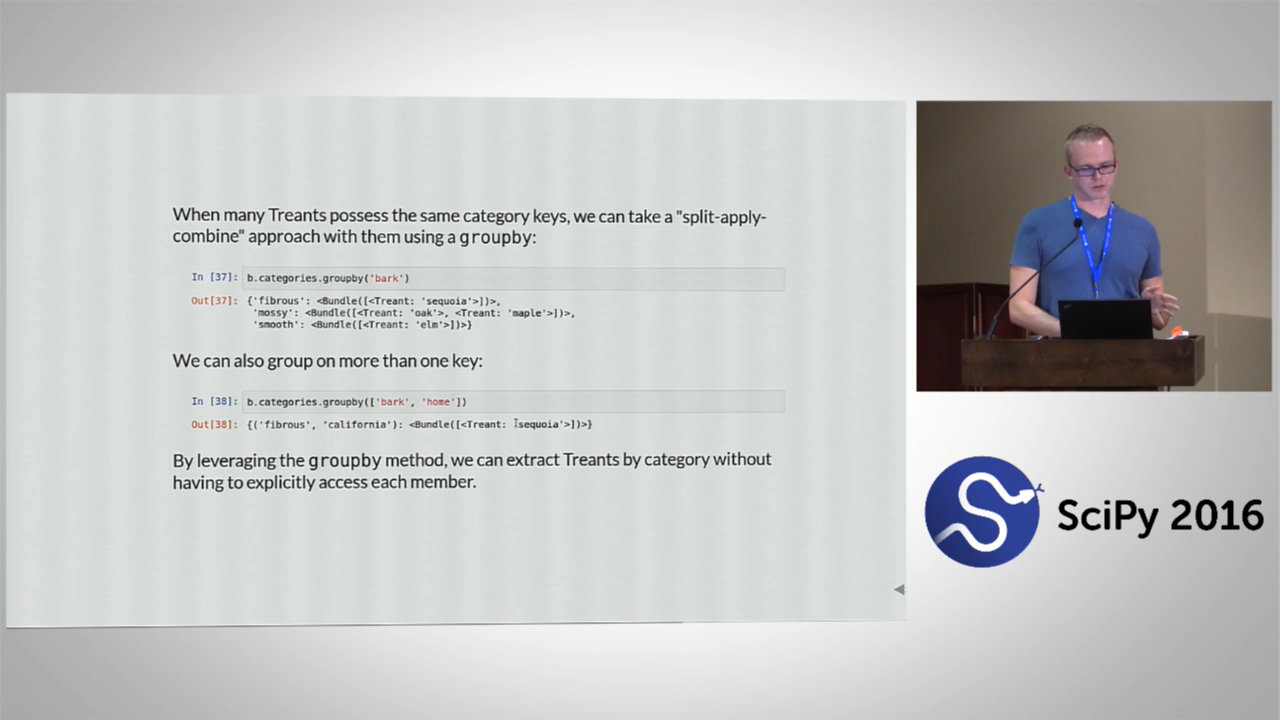 When many Treants possess the same category keys, we can take a "split-apply-
combine" approach with them using a groupby:
In [37]: b.categories.groupby('bark')
Out[37]: {'fibrous': <Bundle([<Treant: 'sequoia'>])>,
'mossy': <Bundle([<Treant: 'oak'>, <Treant: 'maple'>])>,
'smooth': <Bundle([<Treant: 'elm'>])>}
We can also group on more than one key:
In [38]: b.categories.groupby(['bark', 'home'])
Out[38]: {('fibrous', 'california'): <Bundle([<Treant: 'sequoia'>])>}
By leveraging the groupby method, we can extract Treants by category without
having to explicitly access each member.
SciPy 2016